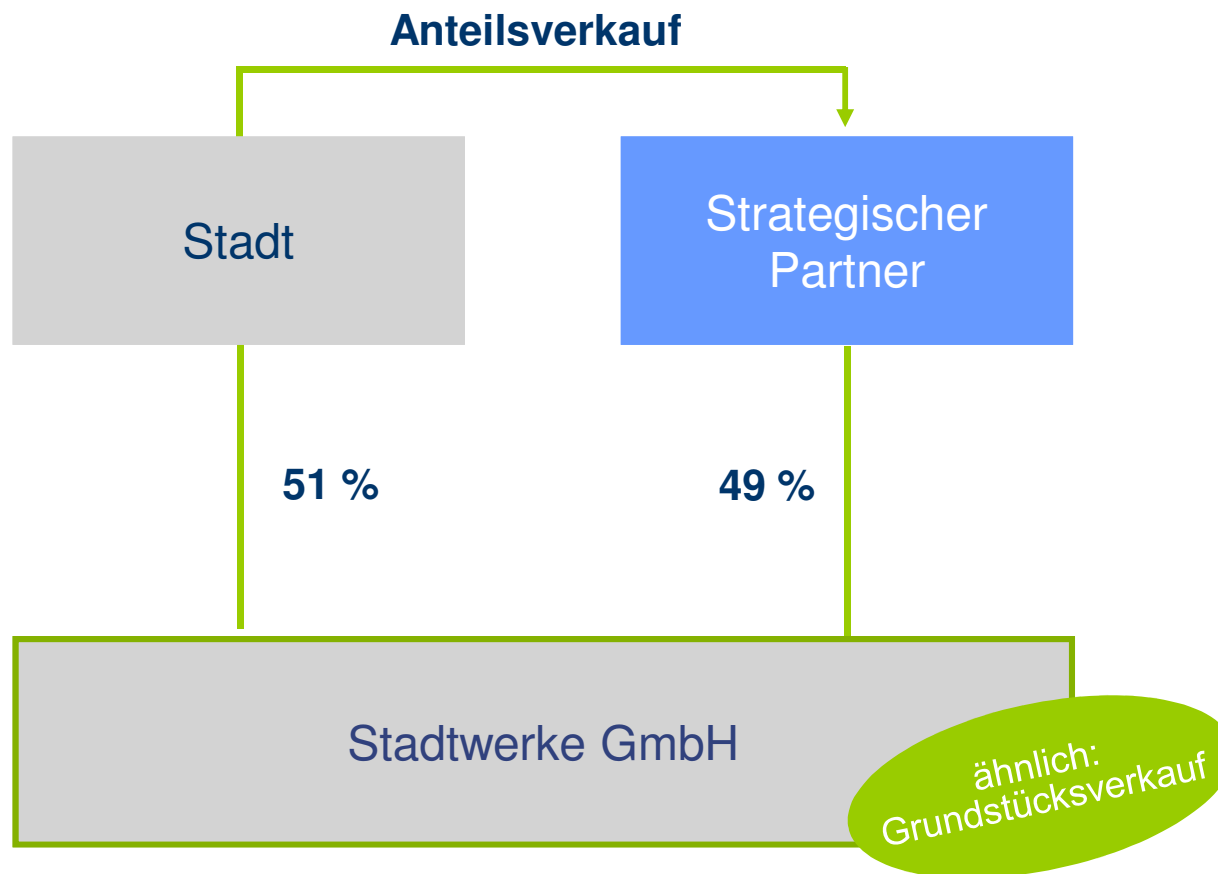 Anteilsverkauf
Stadt
Strategischer
Partner
51 %
49 %
Stadtwerke GmbH
ähnlich:
Grundstücksverkauf